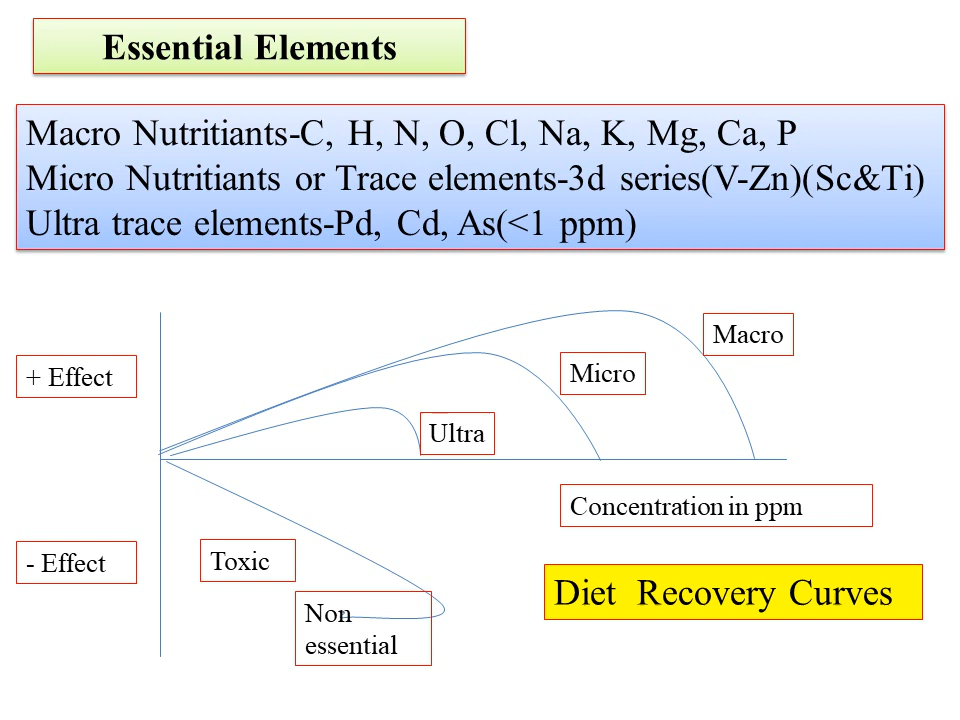 Essential Elements
Macro Nutritiants-C, H, N, O, Cl, Na, K, Mg, Ca, P
Micro Nutritiants or Trace elements-3d series(V-Zn)(Sc&Ti)
Ultra trace elements-Pd, Cd, As(<1 ppm)
Macro
+ Effect
Micro
Ultra
Concentration in ppm
- Effect
Toxic
Diet Recovery Curves
Non
essential